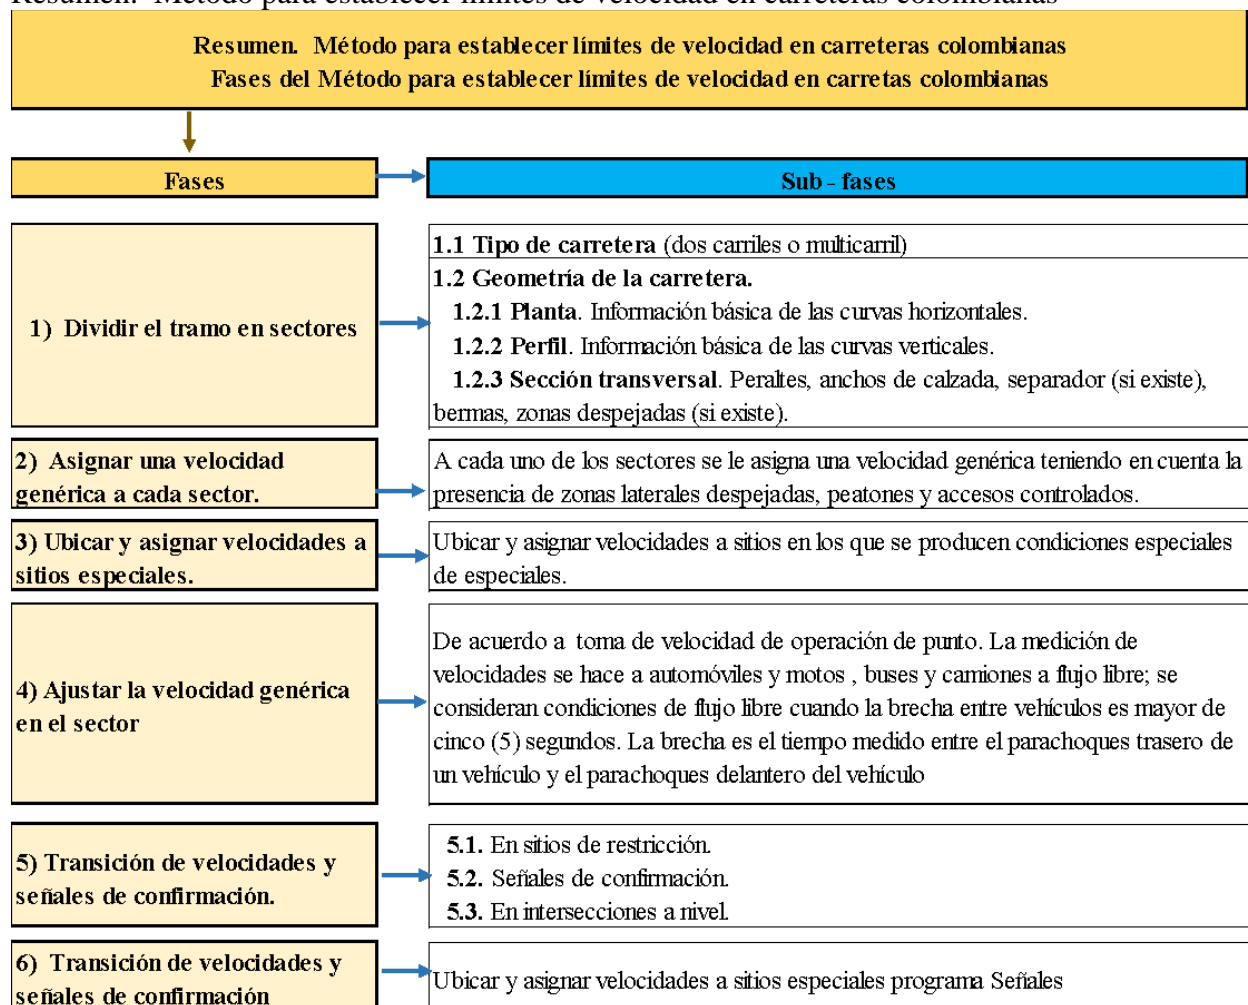 Resumen. Método para establecer límites de velocidad en carreteras colombianas
Resumen. Método para establecer límites de velocidad en carreteras colombianas
Fases del Método para establecer límites de velocidad en carretas colombianas
Fases
Sub - fases
1) Dividir el tramo en sectores
1.1 Tipo de carretera (dos carriles o multicarril)
1.2 Geometría de la carretera.
1.2.1 Planta. Información básica de las curvas horizontales.
1.2.2 Perfil. Información básica de las curvas verticales.
1.2.3 Sección transversal. Peraltes, anchos de calzada, separador (si existe),
bermas, zonas despejadas (si existe).
2) Asignar una velocidad
genérica a cada sector.
A cada uno de los sectores se le asigna una velocidad genérica teniendo en cuenta la
presencia de zonas laterales despejadas, peatones y accesos controlados.
3) Ubicar y asignar velocidades a
sitios especiales.
Ubicar y asignar velocidades a sitios en los que se producen condiciones especiales
de especiales.
4) Ajustar la velocidad genérica
en el sector
De acuerdo a toma de velocidad de operación de punto. La medición de
velocidades se hace a automóviles y motos , buses y camiones a flujo libre; se
consideran condiciones de flujo libre cuando la brecha entre vehículos es mayor de
cinco (5) segundos. La brecha es el tiempo medido entre el parachoques trasero de
un vehículo y el parachoques delantero del vehículo
5) Transición de velocidades y
señales de confirmación.
5.1. En sitios de restricción.
5.2. Señales de confirmación.
5.3. En intersecciones a nivel.
6) Transición de velocidades y
señales de confirmación
Ubicar y asignar velocidades a sitios especiales programa Señales